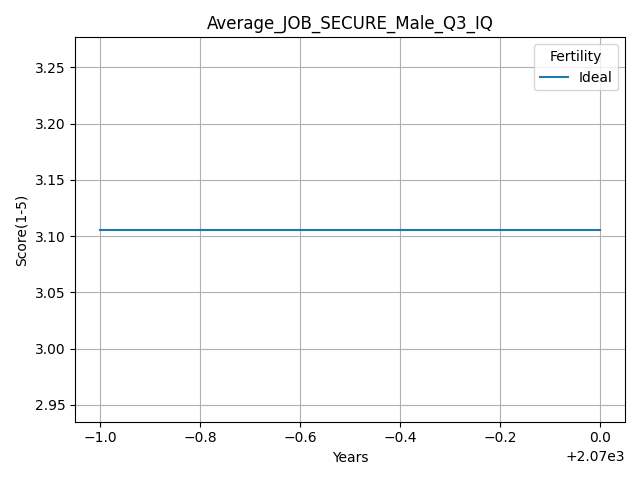 Average_JOB_SECURE_Male_Q3_IQ
Fertility
Ideal
Score(1-5)
3.25
3.20
3.15
3.10
3.05
3.00
2.95
−1.0 −0.8 −0.6 −0.4 −0.2 0.0
Years
+2.07e3